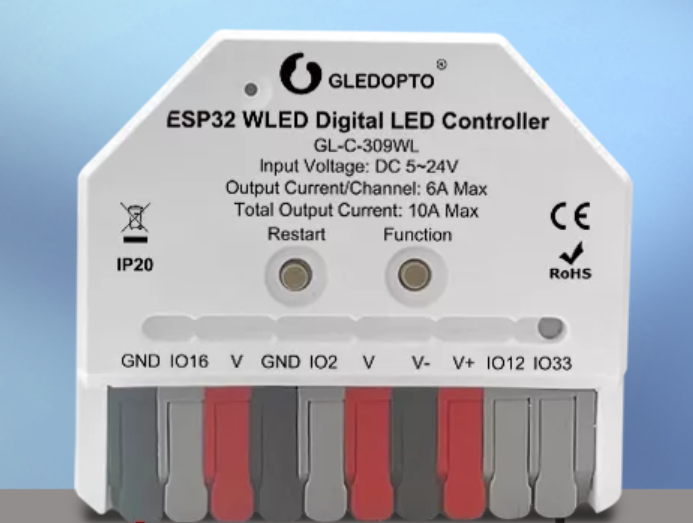 GLEDOPTO®
ESP32 WLED Digital LED Controller
GL-C-309WL
Input Voltage: DC 5~24V
Output Current/Channel: 6A Max
Total Output Current: 10A Max
Restart Function
IP20
CE
RoHS
GND IO16 V GND IO2 V V- V+ IO12 IO33